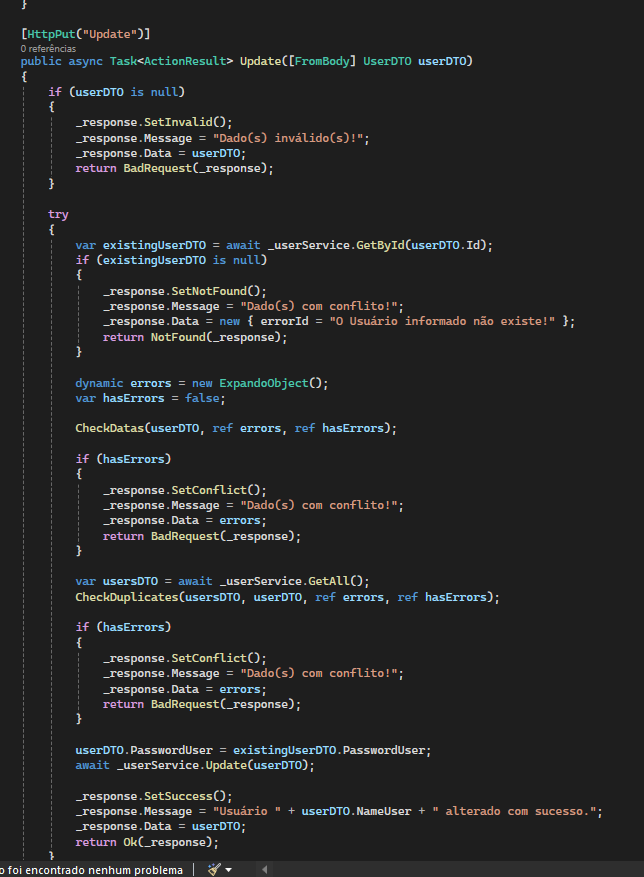 }
[HttpPut("Update")]
0 referências
public async Task<ActionResult> Update([FromBody] UserDTO userDTO)
{
if (userDTO is null)
{
_response.SetInvalid();
_response.Message = "Dado(s) inválido(s)!";
_response.Data = userDTO;
return BadRequest(_response);
}
try
{
var existingUserDTO = await _userService.GetById(userDTO.Id);
if (existingUserDTO is null)
{
_response.SetNotFound();
_response.Message = "Dado(s) com conflito!";
_response.Data = new { errorId = "O Usuário informado não existe!" };
return NotFound(_response);
}
dynamic errors = new ExpandoObject();
var hasErrors = false;
CheckDatas(userDTO, ref errors, ref hasErrors);
if (hasErrors)
{
_response.SetConflict();
_response.Message = "Dado(s) com conflito!";
_response.Data = errors;
return BadRequest(_response);
}
var usersDTO = await _userService.GetAll();
CheckDuplicates(usersDTO, userDTO, ref errors, ref hasErrors);
if (hasErrors)
{
_response.SetConflict();
_response.Message = "Dado(s) com conflito!";
_response.Data = errors;
return BadRequest(_response);
}
userDTO.PasswordUser = existingUserDTO.PasswordUser;
await _userService.Update(userDTO);
_response.SetSuccess();
_response.Message = "Usuário " + userDTO.NameUser + " alterado com sucesso.";
_response.Data = userDTO;
return Ok(_response);
}
o foi encontrado nenhum problema